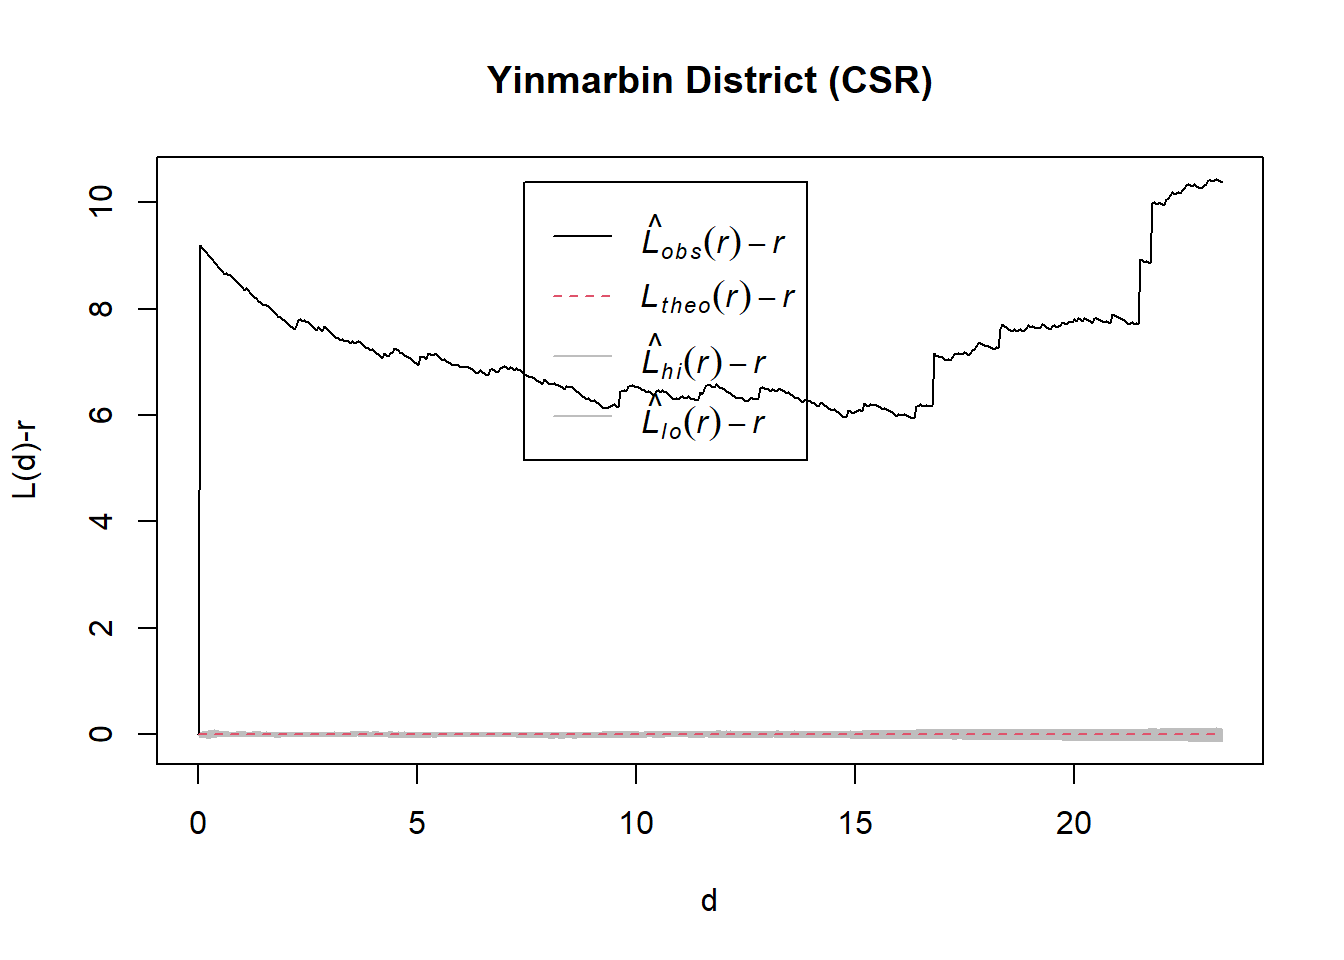 Yinmarbin District (CSR)
L̂obs(r) – r
Ltheo(r) – r
L̂hi(r) – r
L̂lo(r) – r
L(d)-r
10
8
6
4
2
0
0 5 10 15 20
d